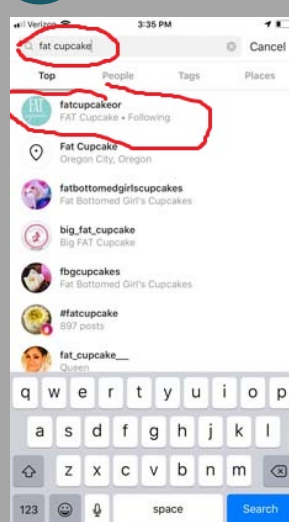 Verizon 3:35 PM
fat cupcake Cancel
Top People Tags Places
FAT
fatcupcakeor
FAT Cupcake • Following
Fat Cupcake
Oregon City, Oregon
fatbottomedgirlscupcakes
Fat Bottomed Girl's Cupcakes
big_fat_cupcake
Big FAT Cupcake
fbgcupcakes
Fat Bottomed Girl's Cupcakes
#fatcupcake
897 posts
fat_cupcake__
Queen
q w e r t y u i o p
a s d f g h j k l
z x c v b n m
123 space Search